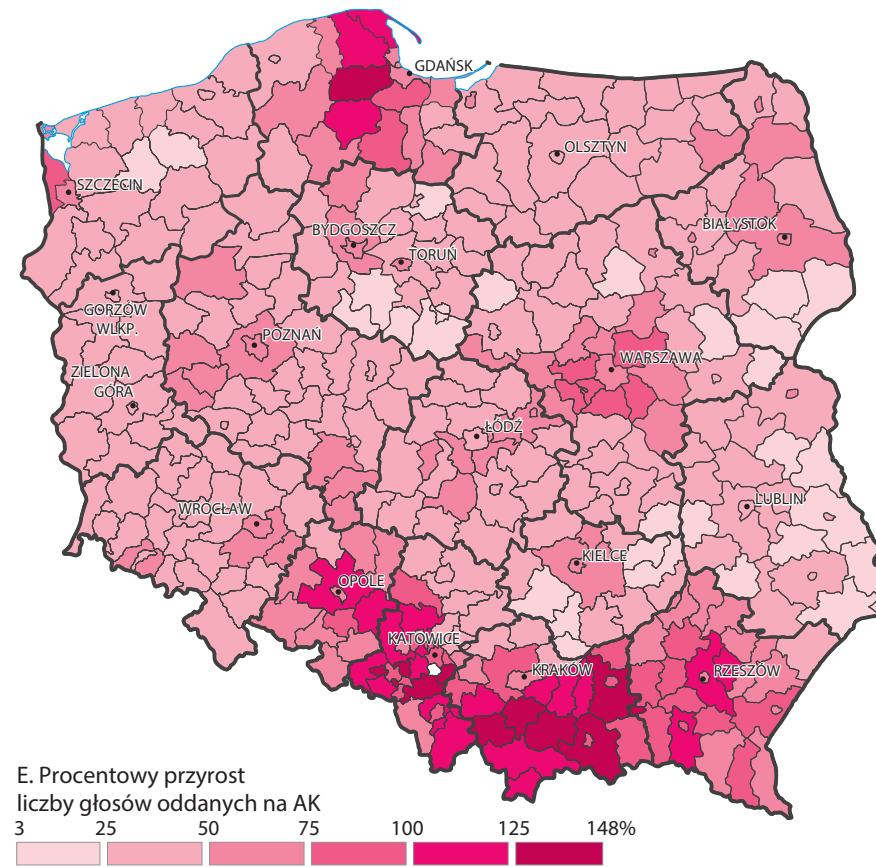 GDAŃSK
OLSZTYN
SZCZECIN
BIAŁYSTOK
BYDGOSZCZ
TORUŃ
GORZÓW
WLKP.
POZNAŃ
WARSZAWA
ZIELONA
GÓRA
ŁÓDŹ
WROCŁAW
LUBLIN
KIELCE
OPOLE
KATOWICE
KRAKÓW
RZESZÓW
E. Procentowy przyrost
liczby głosów oddanych na AK
3 25 50 75 100 125 148%